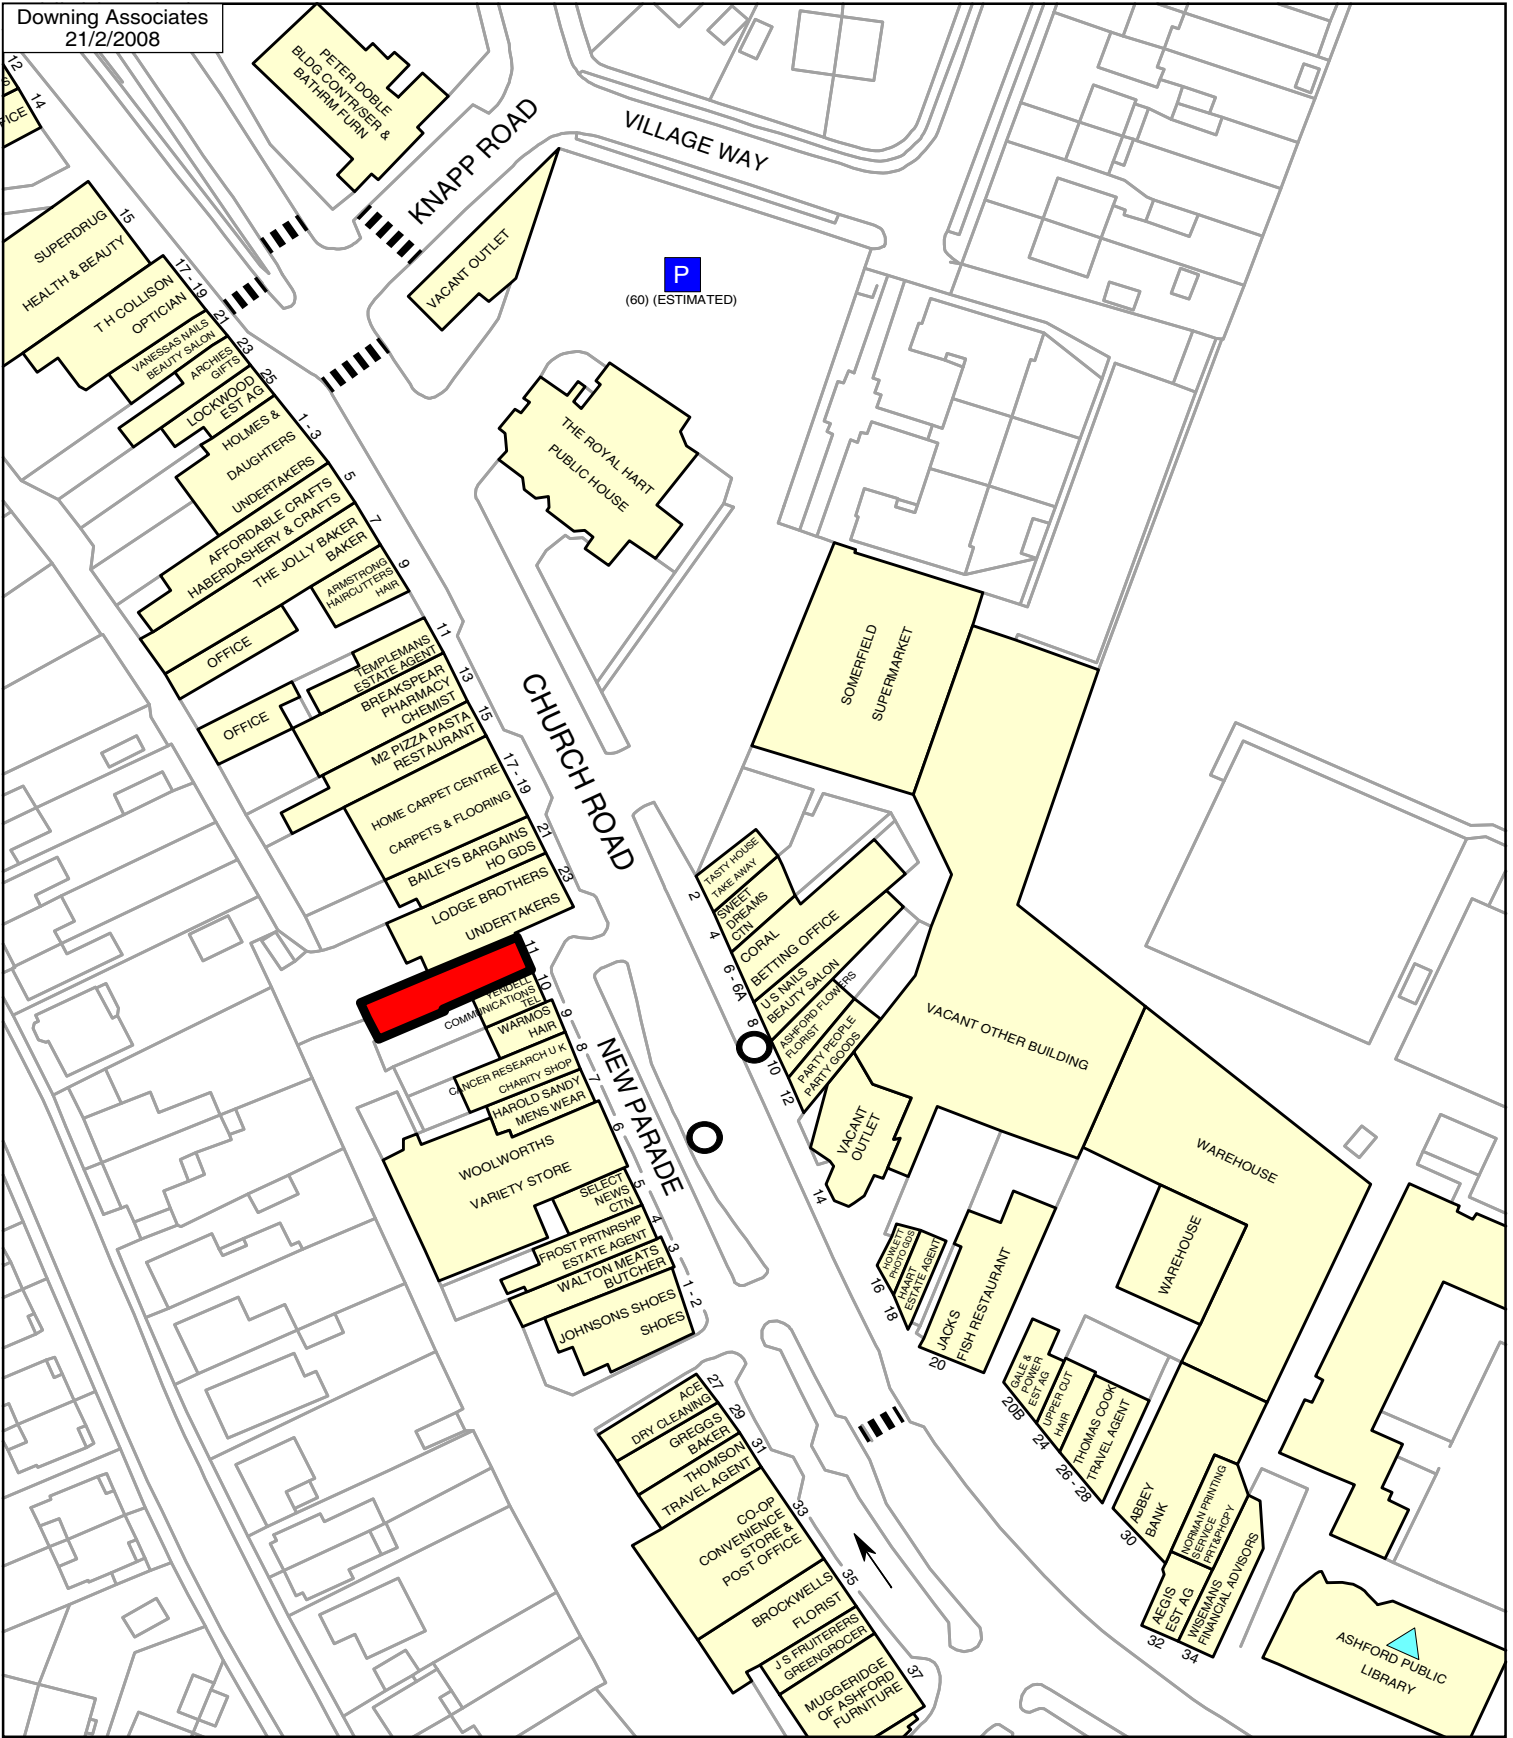 Downing Associates
21/2/2008
12
14
PETER DOBLE
BLDG CONTR/SER &
BATHRM FURN
KNAPP ROAD
VILLAGE WAY
VACANT OUTLET
P
(60) (ESTIMATED)
THE ROYAL HART
PUBLIC HOUSE
SUPERDRUG
HEALTH & BEAUTY
15
T H COLLISON
OPTICIAN
17 - 19
VANESSAS NAILS
BEAUTY SALON
21
ARCHIES
GIFTS
23
LOCKWOOD
EST AG
25
HOLMES &
DAUGHTERS
UNDERTAKERS
1 - 3
AFFORDABLE CRAFTS
HABERDASHERY & CRAFTS
5
THE JOLLY BAKER
BAKER
7
ARMSTRONG
HAIRCUTTERS
HAIR
9
OFFICE
TEMPLEMANS
ESTATE AGENT
11
BREAKSPEAR
PHARMACY
CHEMIST
13
OFFICE
M2 PIZZA PASTA
RESTAURANT
15
HOME CARPET CENTRE
CARPETS & FLOORING
17 - 19
BAILEYS BARGAINS
HO GDS
21
LODGE BROTHERS
UNDERTAKERS
23
CHURCH ROAD
11
YENDELL
COMMUNICATIONS
TEL
10
WARMOS
HAIR
9
CANCER RESEARCH U K
CHARITY SHOP
8
HAROLD SANDY
MENS WEAR
7
WOOLWORTHS
VARIETY STORE
6
SELECT
NEWS
CTN
5
FROST PRTNRSHP
ESTATE AGENT
4
WALTON MEATS
BUTCHER
3
JOHNSONS SHOES
SHOES
1 - 2
NEW PARADE
ACE
DRY CLEANING
27
GREGGS
BAKER
29
THOMSON
TRAVEL AGENT
31
CO-OP
CONVENIENCE
STORE &
POST OFFICE
33
BROCKWELLS
FLORIST
35
J S FRUITERERS
GREENGROCER
MUGGERIDGE
OF ASHFORD
FURNITURE
37
SOMERFIELD
SUPERMARKET
TASTY HOUSE
TAKE AWAY
2
SWEET
DREAMS
CTN
4
CORAL
BETTING OFFICE
6 - 6A
U S NAILS
BEAUTY SALON
8
ASHFORD FLOWERS
FLORIST
10
PARTY PEOPLE
PARTY GOODS
12
VACANT
OUTLET
14
VACANT OTHER BUILDING
WAREHOUSE
WAREHOUSE
HOWLETT
PHOTO GDS
16
HAART
ESTATE AGENT
18
JACKS
FISH RESTAURANT
20
GALE &
POWER
EST AG
20B
UPPER CUT
HAIR
24
THOMAS COOK
TRAVEL AGENT
26 - 28
ABBEY
BANK
30
NORMAN PRINTING
SERVICE
PRT&PHCPY
AEGIS
EST AG
32
WISEMANS
FINANCIAL ADVISORS
34
ASHFORD PUBLIC
LIBRARY